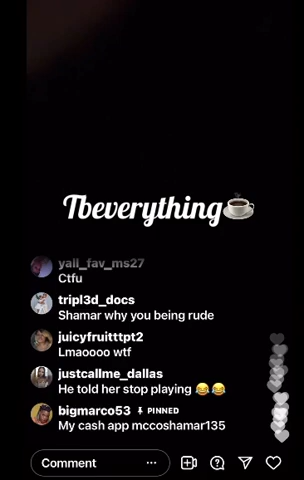 Tbeverything☕
yall_fav_ms27
Ctfu
tripl3d_docs
Shamar why you being rude
juicyfruitttpt2
Lmaoooo wtf
justcallme_dallas
He told her stop playing 😂😂
bigmarco53 📌 PINNED
My cash app mccoshamar135
Comment ...